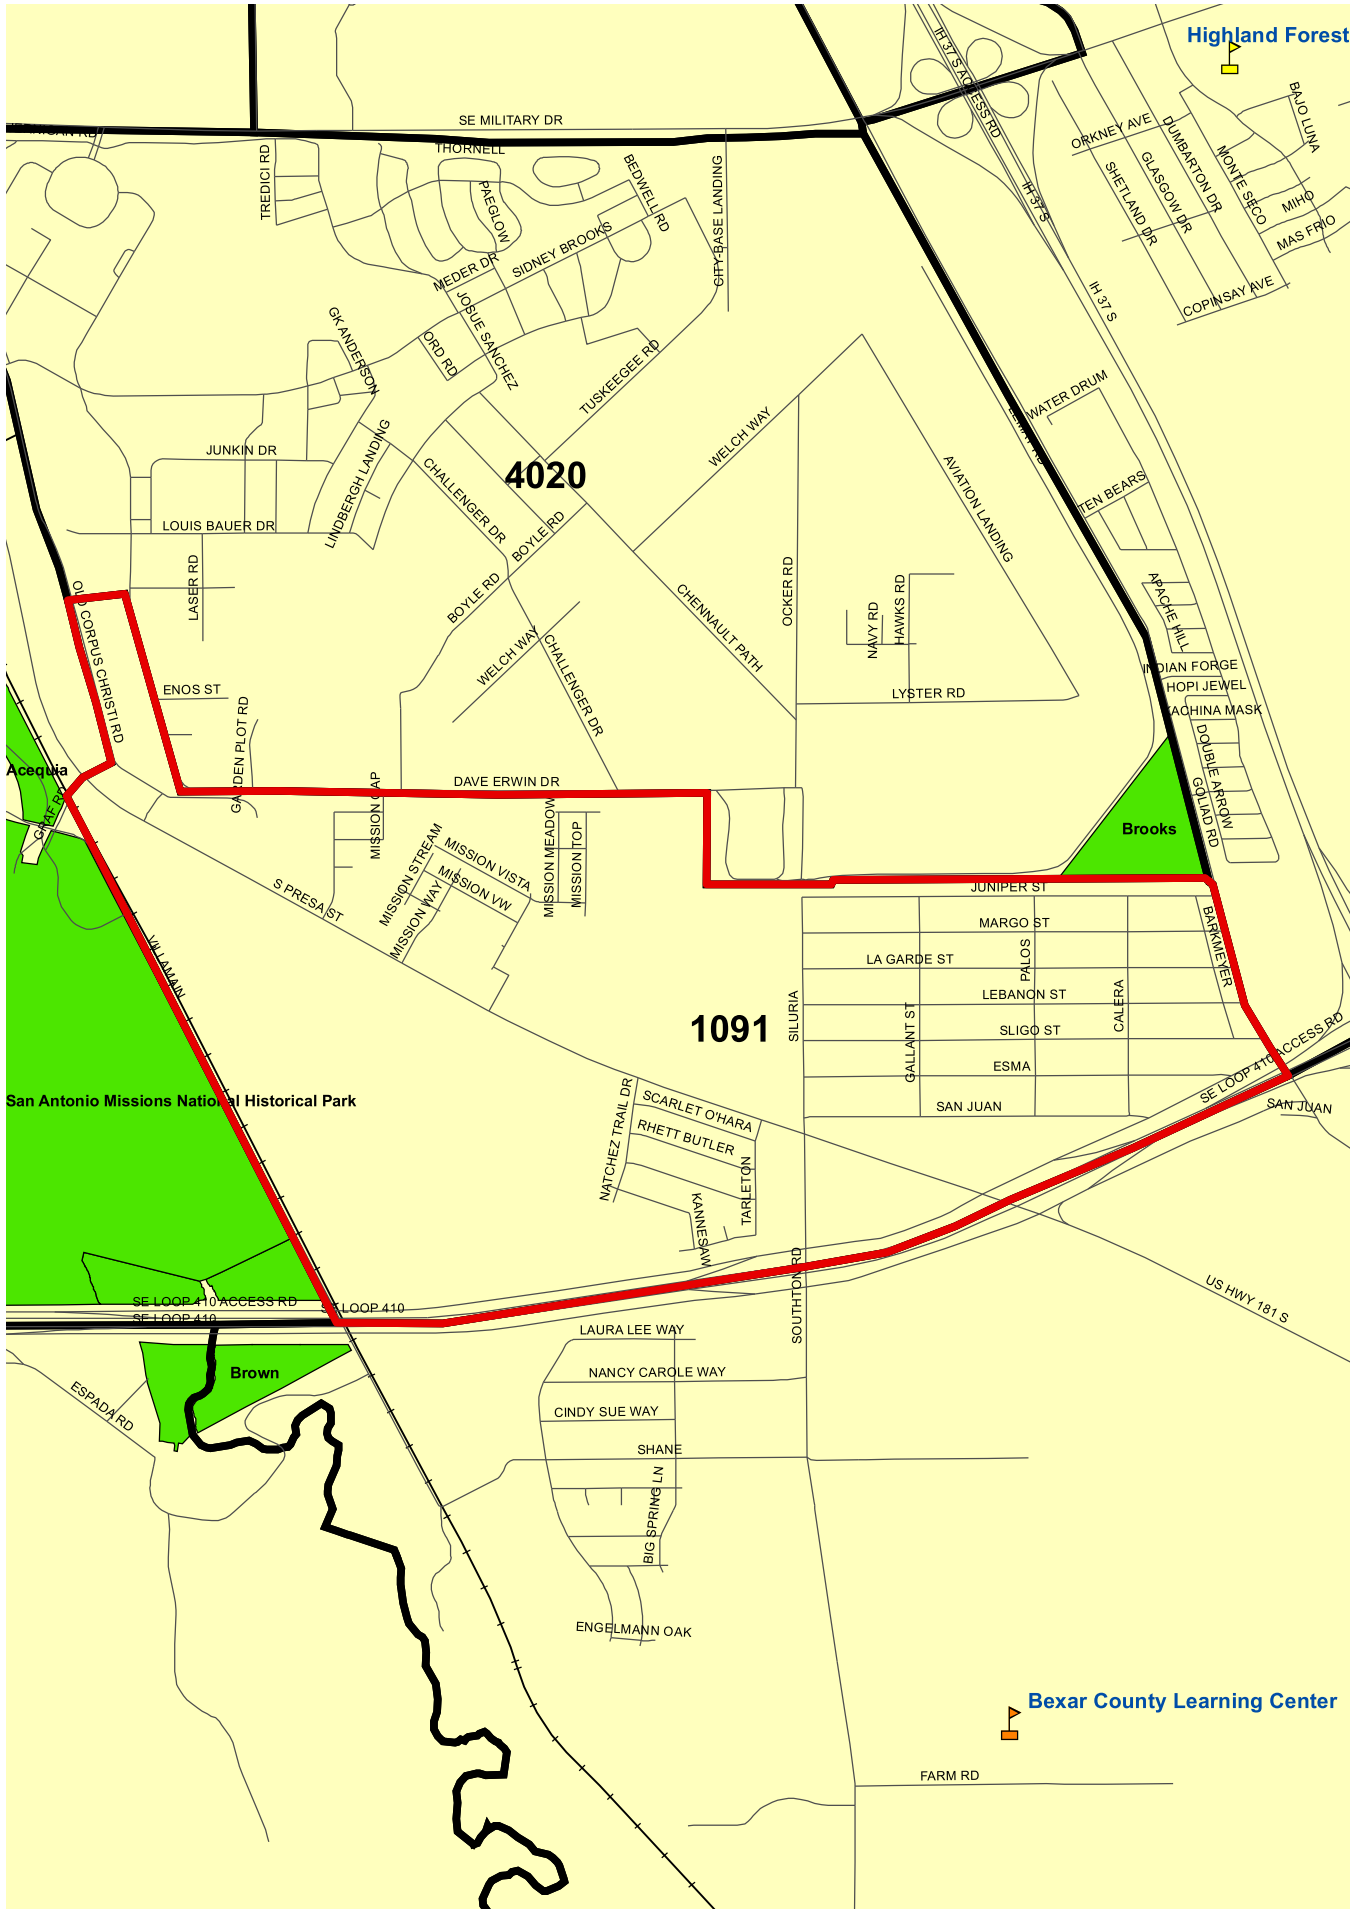 Highland Forest
IH 37 S ACCESS RD
SE MILITARY DR
THORNELL
TREDICI RD
PAEGLOW
BEDWELL RD
CITY-BASE LANDING
SIDNEY BROOKS
MEDER DR
JOSUE SANCHEZ
ORKNEY AVE
BAJO LUNA
DUMBARTON DR
GLASGOW DR
SHETLAND DR
MONTE SECO
MIHO
MAS FRIO
COPINSAY AVE
IH 37 S
IH 37 S
GK ANDERSON
ORD RD
TUSKEEGEE RD
WATER DRUM
WELCH WAY
JUNKIN DR
LINDBERGH LANDING
CHALLENGER DR
4020
AVIATION LANDING
TEN BEARS
LOUIS BAUER DR
BOYLE RD
BOYLE RD
LASER RD
OLD CORPUS CHRISTI RD
CHENNAULT PATH
OCKER RD
NAVY RD
HAWKS RD
APACHE HILL
WELCH WAY
CHALLENGER DR
INDIAN FORGE
HOPI JEWEL
ENOS ST
LYSTER RD
KACHINA MASK
GARDEN PLOT RD
DOUBLE ARROW
GOLIAD RD
Acequia
GRAF RD
DAVE ERWIN DR
MISSION GAP
MISSION STREAM
MISSION VISTA
MISSION VW
MISSION WAY
MISSION MEADOW
MISSION TOP
Brooks
S PRESA ST
JUNIPER ST
BARKMEYER
MARGO ST
PALOS
LA GARDE ST
VILLAMAIN
LEBANON ST
CALERA
SILURIA
GALLANT ST
1091
SLIGO ST
ESMA
SE LOOP 410 ACCESS RD
San Antonio Missions National Historical Park
SAN JUAN
SAN JUAN
NATCHEZ TRAIL DR
SCARLET O'HARA
RHETT BUTLER
TARLETON
KANNESAW
SOUTHTON RD
US HWY 181 S
SE LOOP 410 ACCESS RD
SE LOOP 410
SE LOOP 410
LAURA LEE WAY
Brown
NANCY CAROLE WAY
ESPADA RD
CINDY SUE WAY
SHANE
BIG SPRING LN
ENGELMANN OAK
Bexar County Learning Center
FARM RD